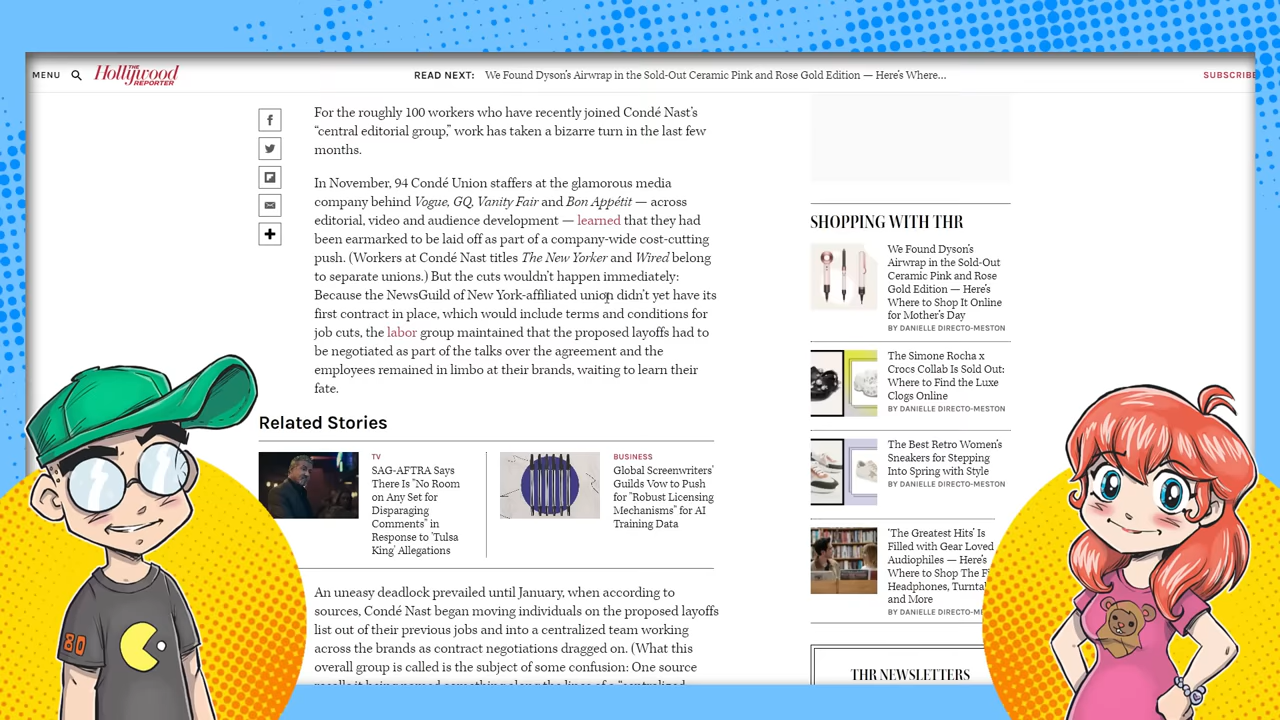 MENU
THE
Hollywood
REPORTER
READ NEXT: We Found Dyson's Airwrap in the Sold-Out Ceramic Pink and Rose Gold Edition — Here's Where...
SUBSCRIBE
For the roughly 100 workers who have recently joined Condé Nast's
“central editorial group,” work has taken a bizarre turn in the last few
months.
In November, 94 Condé Union staffers at the glamorous media
company behind Vogue, GQ, Vanity Fair and Bon Appétit — across
editorial, video and audience development — learned that they had
been earmarked to be laid off as part of a company-wide cost-cutting
push. (Workers at Condé Nast titles The New Yorker and Wired belong
to separate unions.) But the cuts wouldn't happen immediately:
Because the NewsGuild of New York-affiliated union didn't yet have its
first contract in place, which would include terms and conditions for
job cuts, the labor group maintained that the proposed layoffs had to
be negotiated as part of the talks over the agreement and the
employees remained in limbo at their brands, waiting to learn their
fate.
Related Stories
TV
SAG-AFTRA Says
There Is “No Room
on Any Set for
Disparaging
Comments” in
Response to ‘Tulsa
King’ Allegations
BUSINESS
Global Screenwriters'
Guilds Vow to Push
for “Robust Licensing
Mechanisms” for AI
Training Data
An uneasy deadlock prevailed until January, when according to
sources, Condé Nast began moving individuals on the proposed layoffs
list out of their previous jobs and into a centralized team working
across the brands as contract negotiations dragged on. (What this
overall group is called is the subject of some confusion: One source
recalls it being named something along the lines of a “centralized
SHOPPING WITH THR
We Found Dyson's
Airwrap in the Sold-Out
Ceramic Pink and Rose
Gold Edition — Here's
Where to Shop It Online
for Mother's Day
BY DANIELLE DIRECTO-MESTON
The Simone Rocha x
Crocs Collab Is Sold Out:
Where to Find the Luxe
Clogs Online
BY DANIELLE DIRECTO-MESTON
The Best Retro Women's
Sneakers for Stepping
Into Spring with Style
BY DANIELLE DIRECTO-MESTON
‘The Greatest Hits’ Is
Filled with Gear Loved
Audiophiles — Here's
Where to Shop The
Headphones,
and More
BY DANIELLE
THR NEWSLETTERS
80